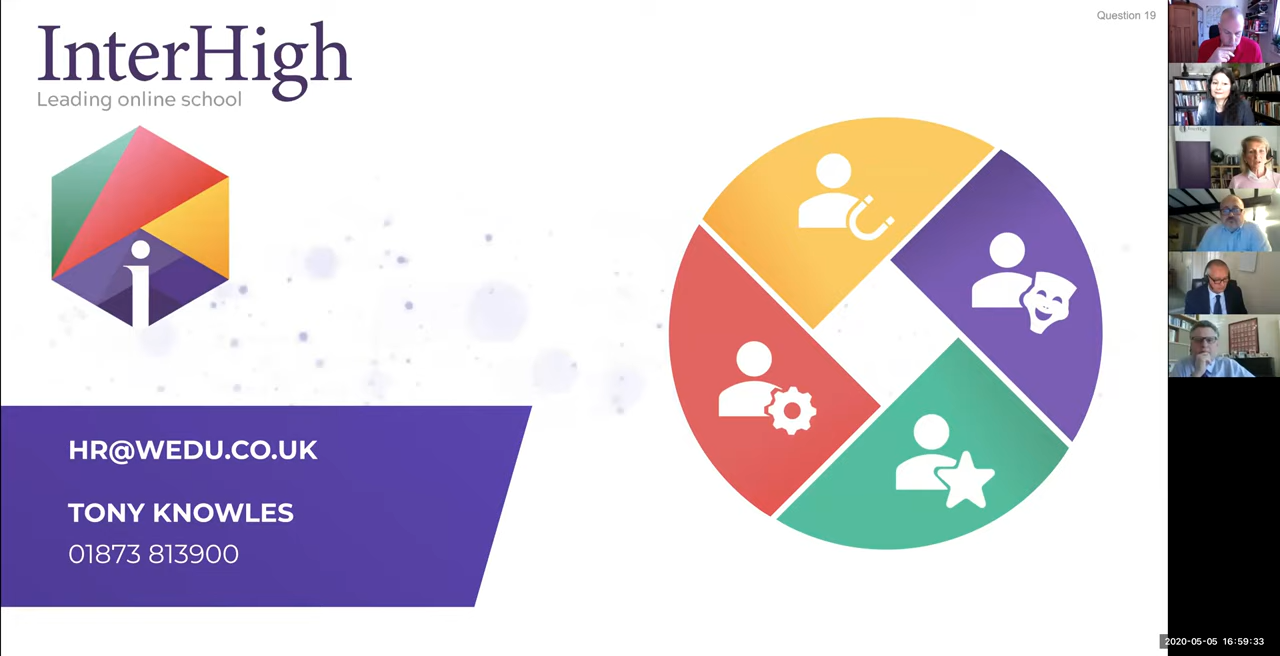 InterHigh
Leading online school
Question 19
i
HR@WEDU.CO.UK
TONY KNOWLES
01873 813900
2020-05-05 16:59:33